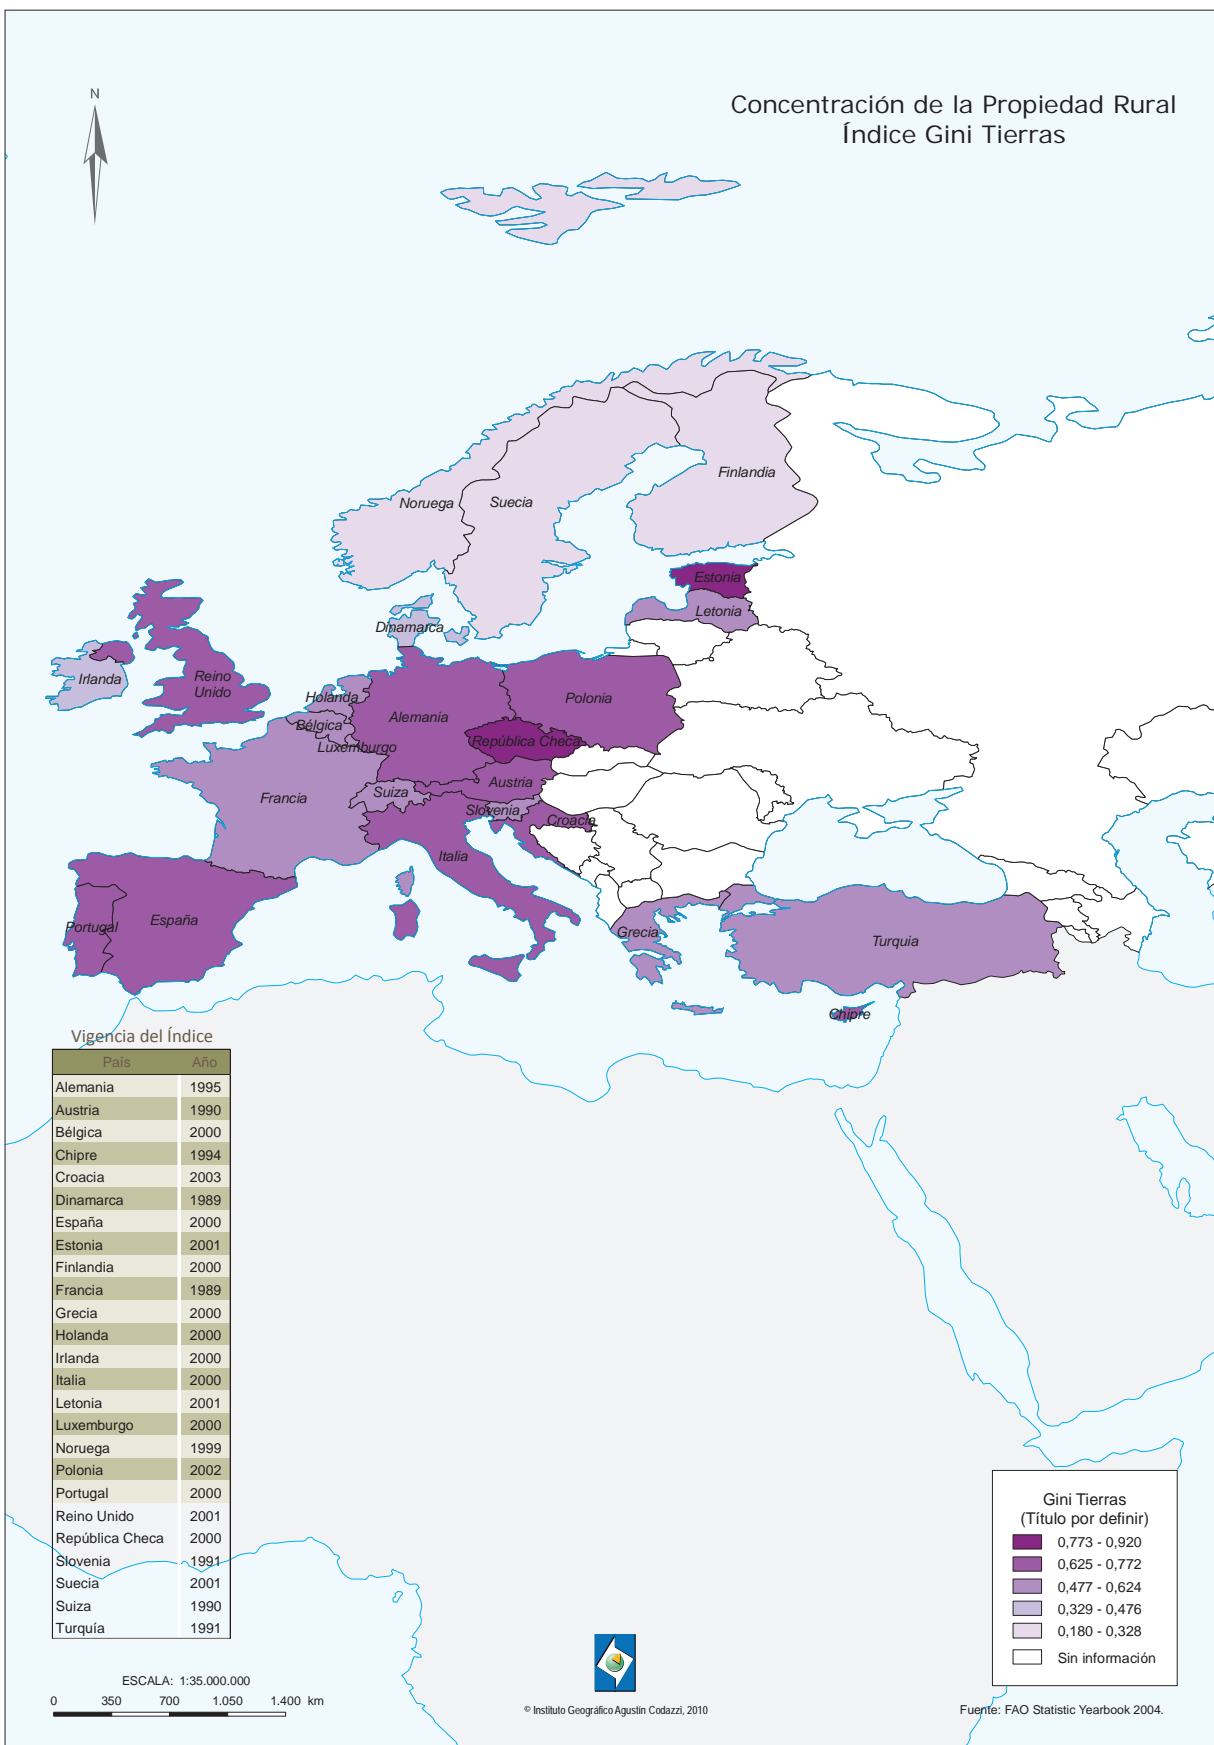 N
Concentración de la Propiedad Rural
Índice Gini Tierras
Finlandia
Noruega
Suecia
Estonia
Letonia
Dinamarca
Irlanda
Reino
Unido
Holanda
Polonia
Alemania
Bélgica
República Checa
Luxemburgo
Austria
Suiza
Francia
Slovenia
Croacia
Italia
Portugal
España
Grecia
Turquia
Chipre
Vigencia del Índice
País Año
Alemania 1995
Austria 1990
Bélgica 2000
Chipre 1994
Croacia 2003
Dinamarca 1989
España 2000
Estonia 2001
Finlandia 2000
Francia 1989
Grecia 2000
Holanda 2000
Irlanda 2000
Italia 2000
Letonia 2001
Luxemburgo 2000
Noruega 1999
Polonia 2002
Portugal 2000
Reino Unido 2001
República Checa 2000
Slovenia 1991
Suecia 2001
Suiza 1990
Turquía 1991
Gini Tierras
(Título por definir)
0,773 - 0,920
0,625 - 0,772
0,477 - 0,624
0,329 - 0,476
0,180 - 0,328
Sin información
ESCALA: 1:35.000.000
0 350 700 1.050 1.400 km
© Instituto Geográfico Agustín Codazzi, 2010
Fuente: FAO Statistic Yearbook 2004.